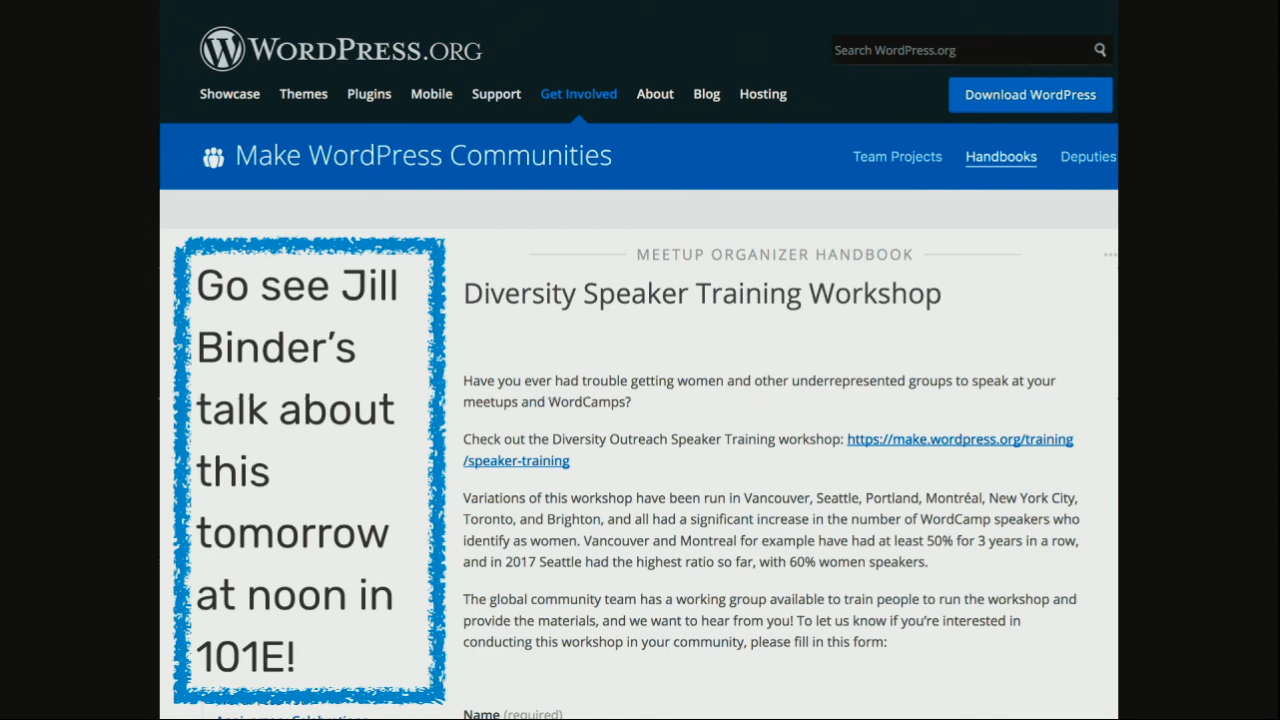 WORDPRESS.ORG
Search WordPress.org
Showcase Themes Plugins Mobile Support Get Involved About Blog Hosting
Download WordPress
Make WordPress Communities
Team Projects Handbooks Deputies
Go see Jill
Binder's
talk about
this
tomorrow
at noon in
101E!
MEETUP ORGANIZER HANDBOOK
Diversity Speaker Training Workshop
Have you ever had trouble getting women and other underrepresented groups to speak at your
meetups and WordCamps?
Check out the Diversity Outreach Speaker Training workshop: https://make.wordpress.org/training
/speaker-training
Variations of this workshop have been run in Vancouver, Seattle, Portland, Montréal, New York City,
Toronto, and Brighton, and all had a significant increase in the number of WordCamp speakers who
identify as women. Vancouver and Montreal for example have had at least 50% for 3 years in a row,
and in 2017 Seattle had the highest ratio so far, with 60% women speakers.
The global community team has a working group available to train people to run the workshop and
provide the materials, and we want to hear from you! To let us know if you're interested in
conducting this workshop in your community, please fill in this form:
Name (required)